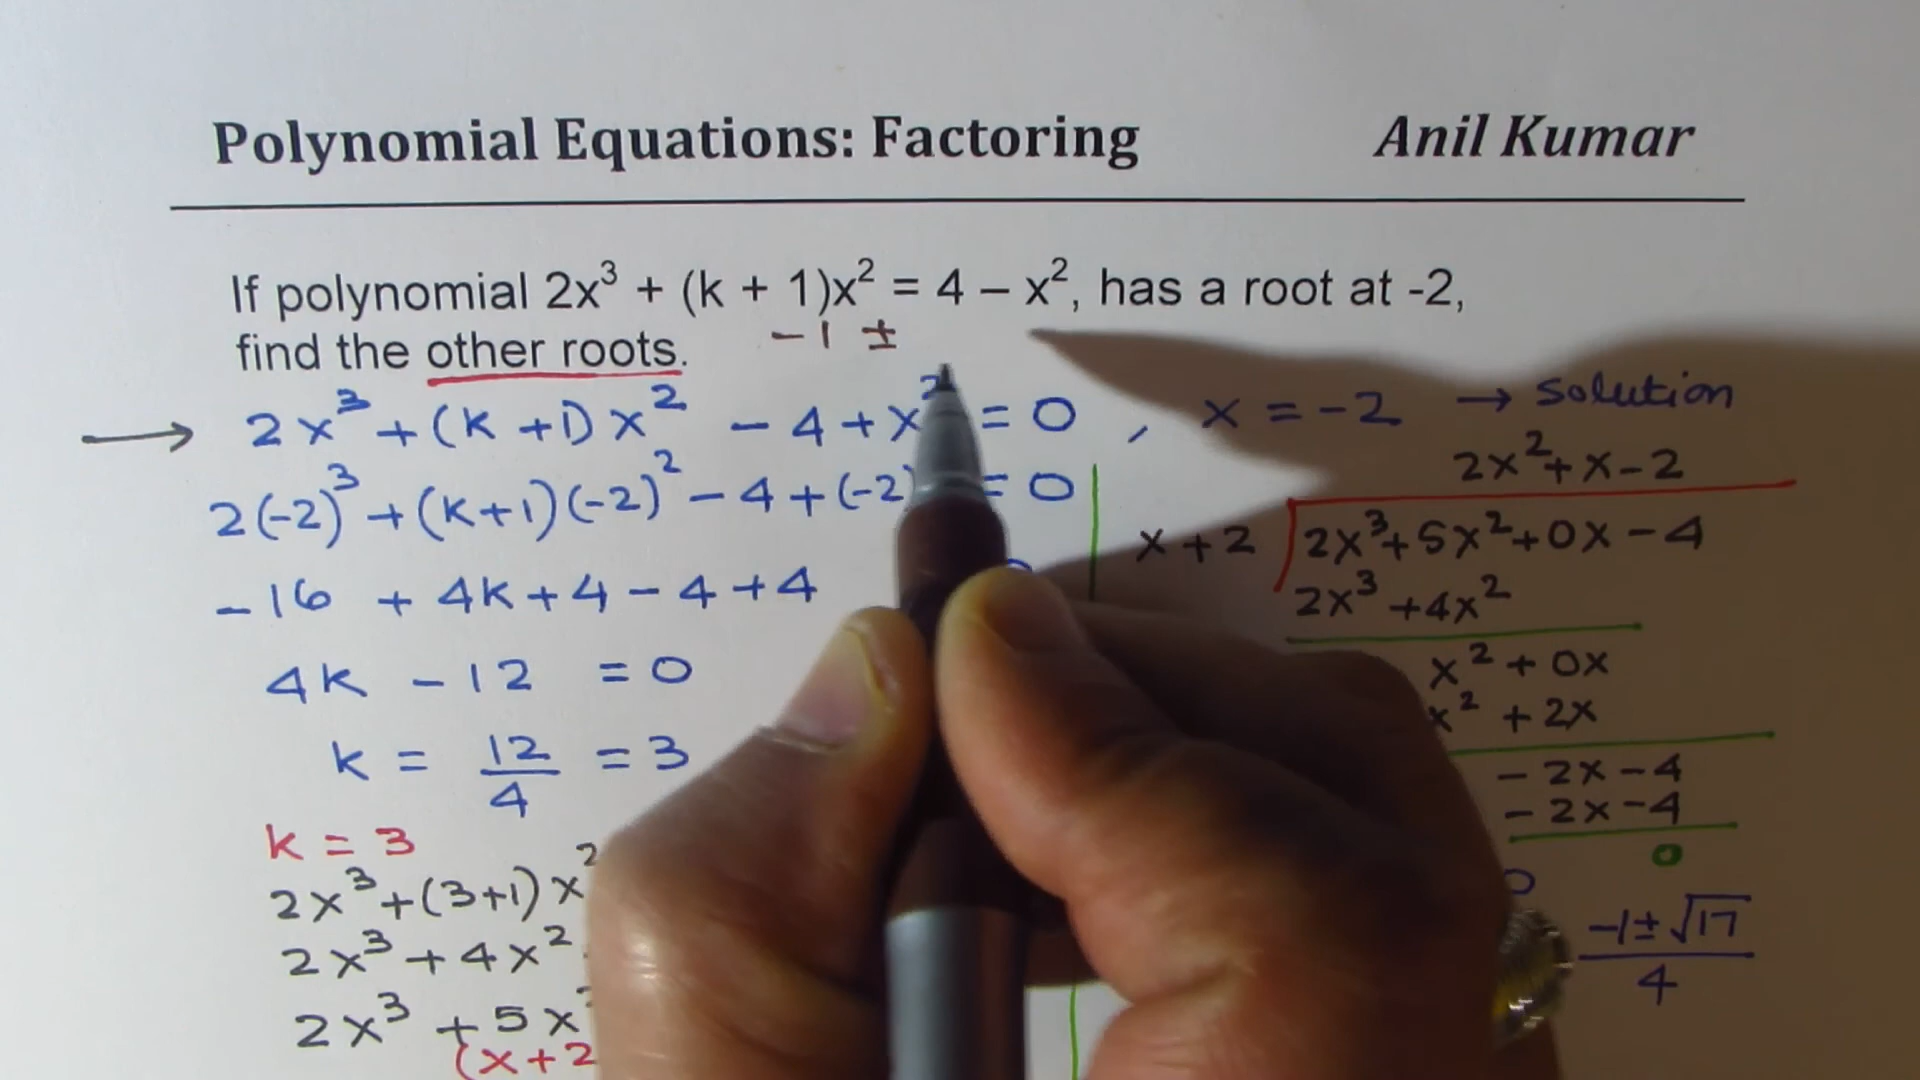 Polynomial Equations: Factoring Anil Kumar
If polynomial 2x³ + (k + 1)x² = 4 – x², has a root at -2,
find the other roots. -1 ±
→ 2x³ + (k+1)x² - 4 + x² = 0 , x = -2 → solution
2(-2)³ + (k+1)(-2)² - 4 + (-2) = 0
-16 + 4k + 4 - 4 + 4
4k - 12 = 0
k = 12/4 = 3
k = 3
2x³ + (3+1)x²
2x³ + 4x²
2x³ + 5x
(x+2
2x² + x - 2
x + 2 2x³ + 5x² + 0x - 4
2x³ + 4x²
x² + 0x
x² + 2x
- 2x - 4
- 2x - 4
0
0
-1 ± √17
4